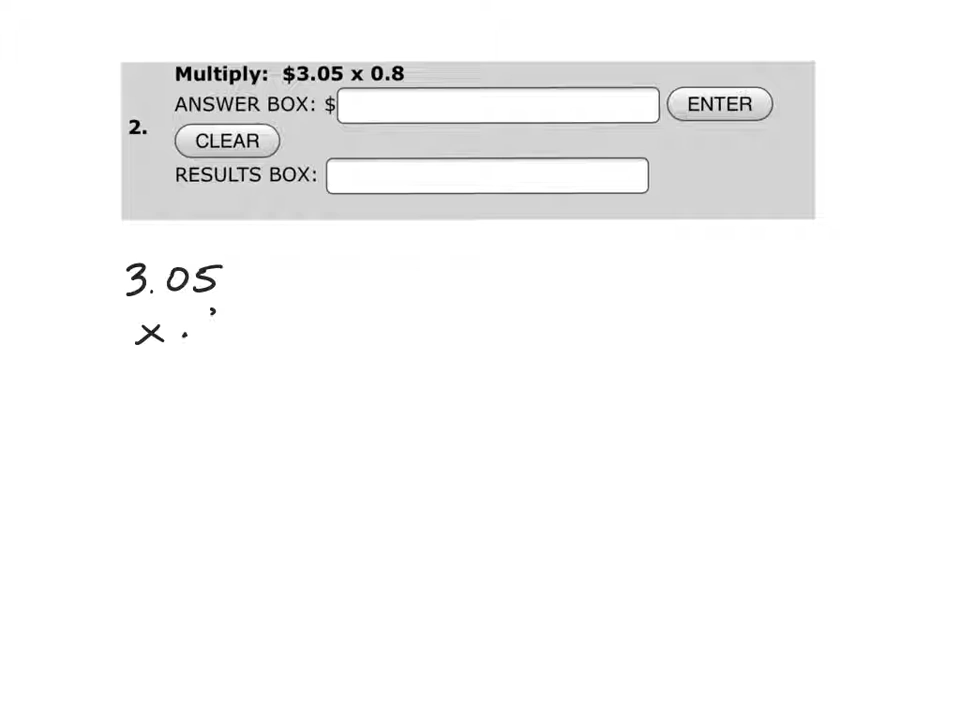 Multiply: $3.05 x 0.8
ANSWER BOX: $ ENTER
2.
CLEAR
RESULTS BOX:
3.05
x .